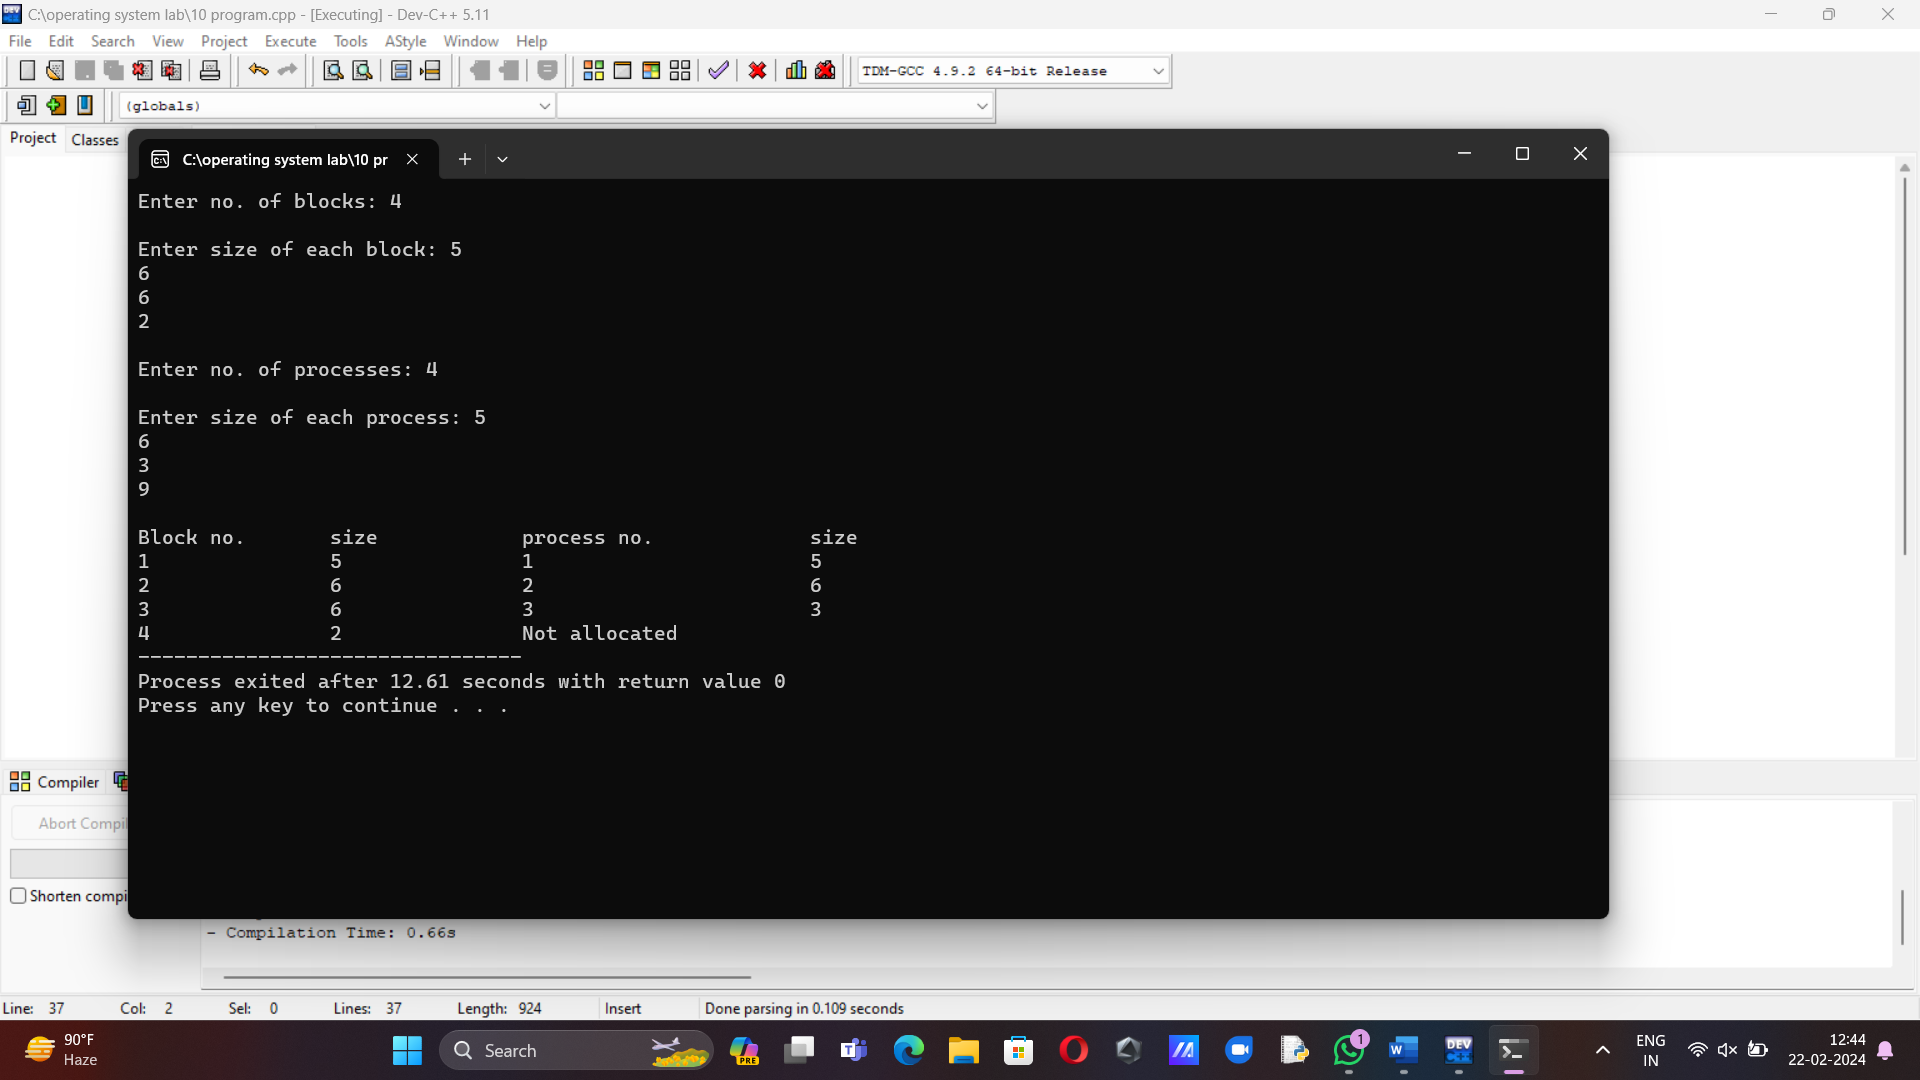 C:\operating system lab\10 program.cpp - [Executing] - Dev-C++ 5.11
File Edit Search View Project Execute Tools AStyle Window Help
TDM-GCC 4.9.2 64-bit Release
(globals)
Project Classes
C:\operating system lab\10 pr
Enter no. of blocks: 4
Enter size of each block: 5
6
6
2
Enter no. of processes: 4
Enter size of each process: 5
6
3
9
Block no. size process no. size
1 5 1 5
2 6 2 6
3 6 3 3
4 2 Not allocated
--------------------------------
Process exited after 12.61 seconds with return value 0
Press any key to continue . . .
Compiler
Abort Compil
Shorten compi
- Compilation Time: 0.66s
Line: 37 Col: 2 Sel: 0 Lines: 37 Length: 924 Insert Done parsing in 0.109 seconds
90°F
Haze
Search
PRE
1
DEV
C++
ENG
IN
12:44
22-02-2024